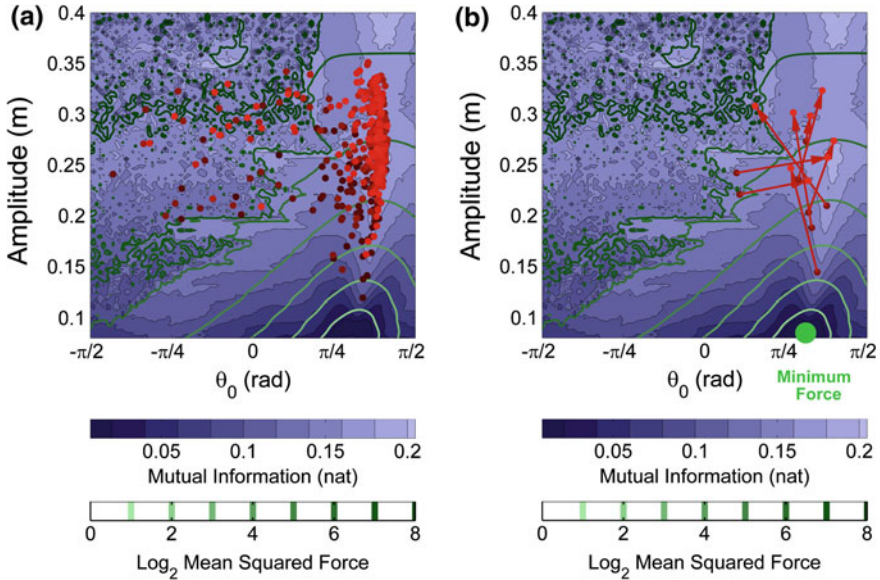 (a)
0.4
0.35
0.3
0.25
0.2
0.15
0.1
Amplitude (m)
-π/2 -π/4 0 π/4 π/2
θ0 (rad)
0.05 0.1 0.15 0.2
Mutual Information (nat)
0 2 4 6 8
Log2 Mean Squared Force
(b)
0.4
0.35
0.3
0.25
0.2
0.15
0.1
Amplitude (m)
-π/2 -π/4 0 π/4 π/2
θ0 (rad)
Minimum
Force
0.05 0.1 0.15 0.2
Mutual Information (nat)
0 2 4 6 8
Log2 Mean Squared Force